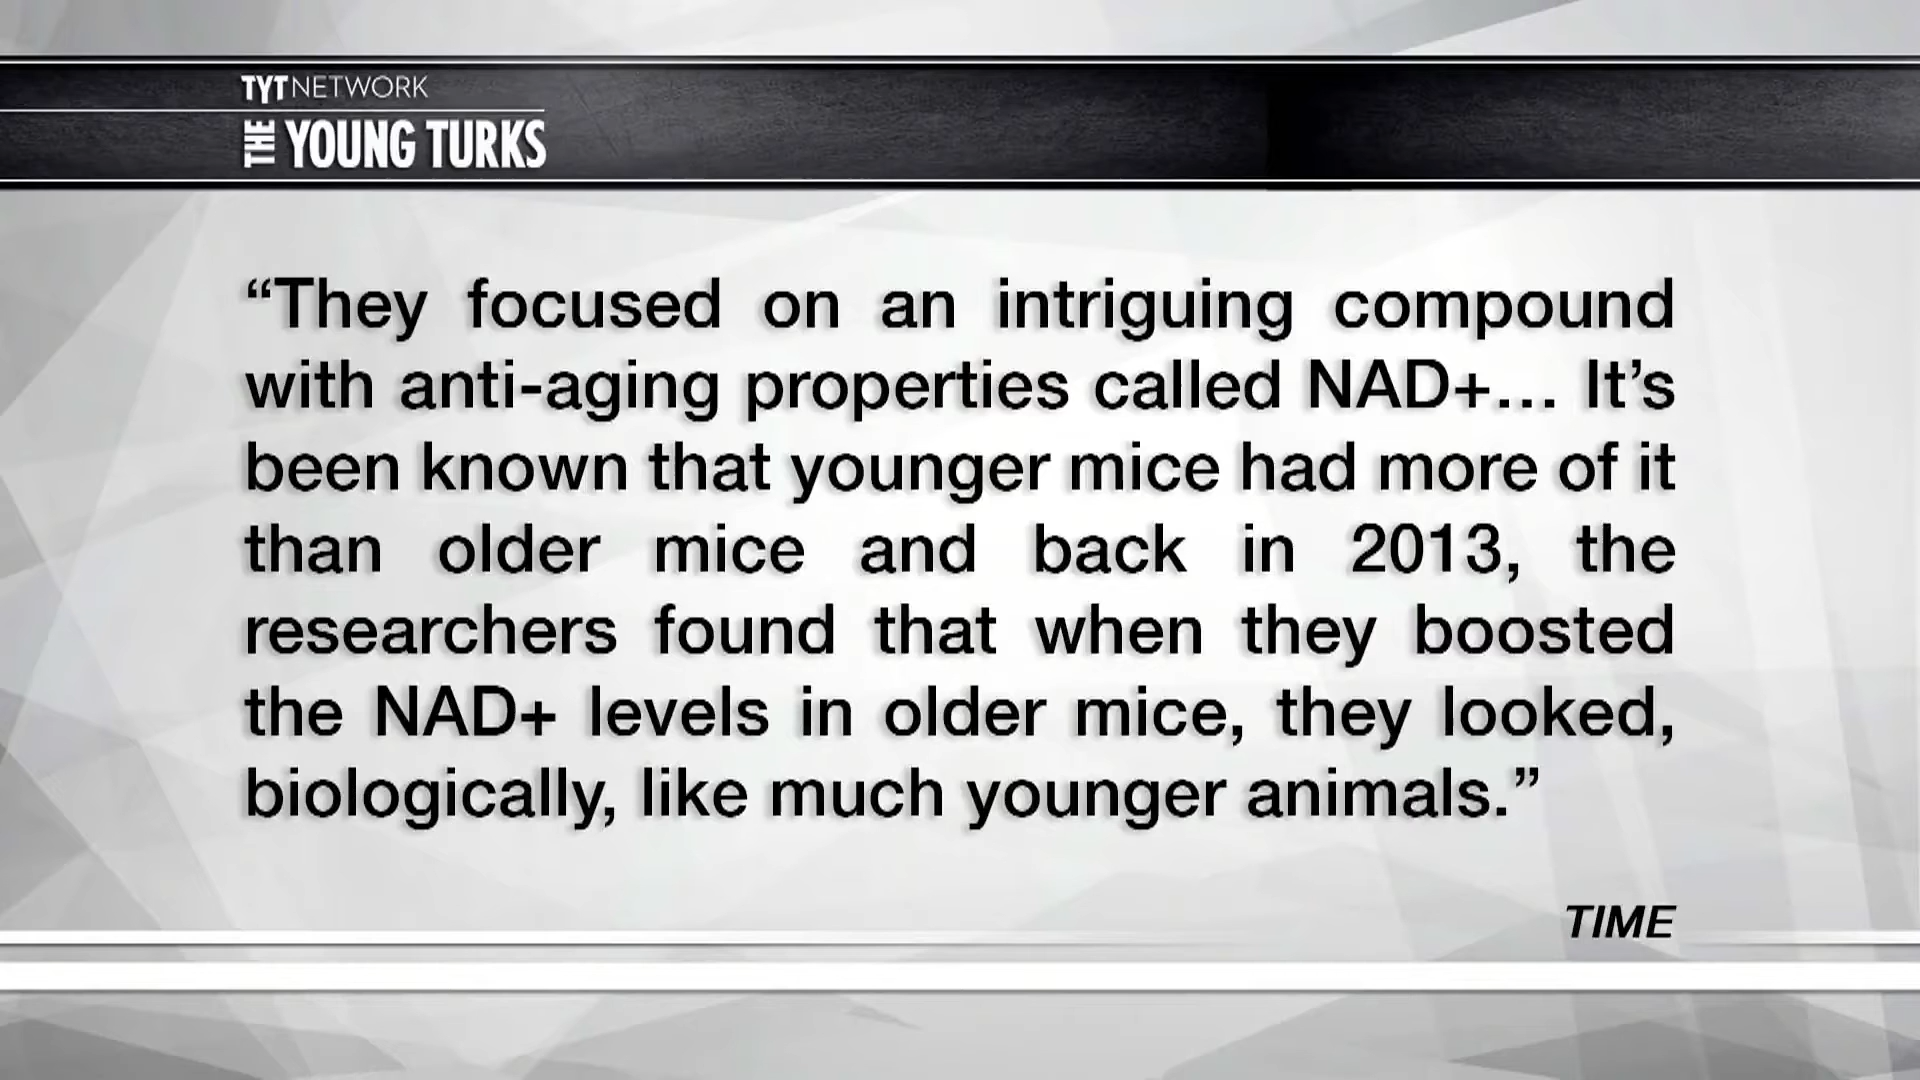 TYTNETWORK
THE YOUNG TURKS
“They focused on an intriguing compound
with anti-aging properties called NAD+... It’s
been known that younger mice had more of it
than older mice and back in 2013, the
researchers found that when they boosted
the NAD+ levels in older mice, they looked,
biologically, like much younger animals.”
TIME